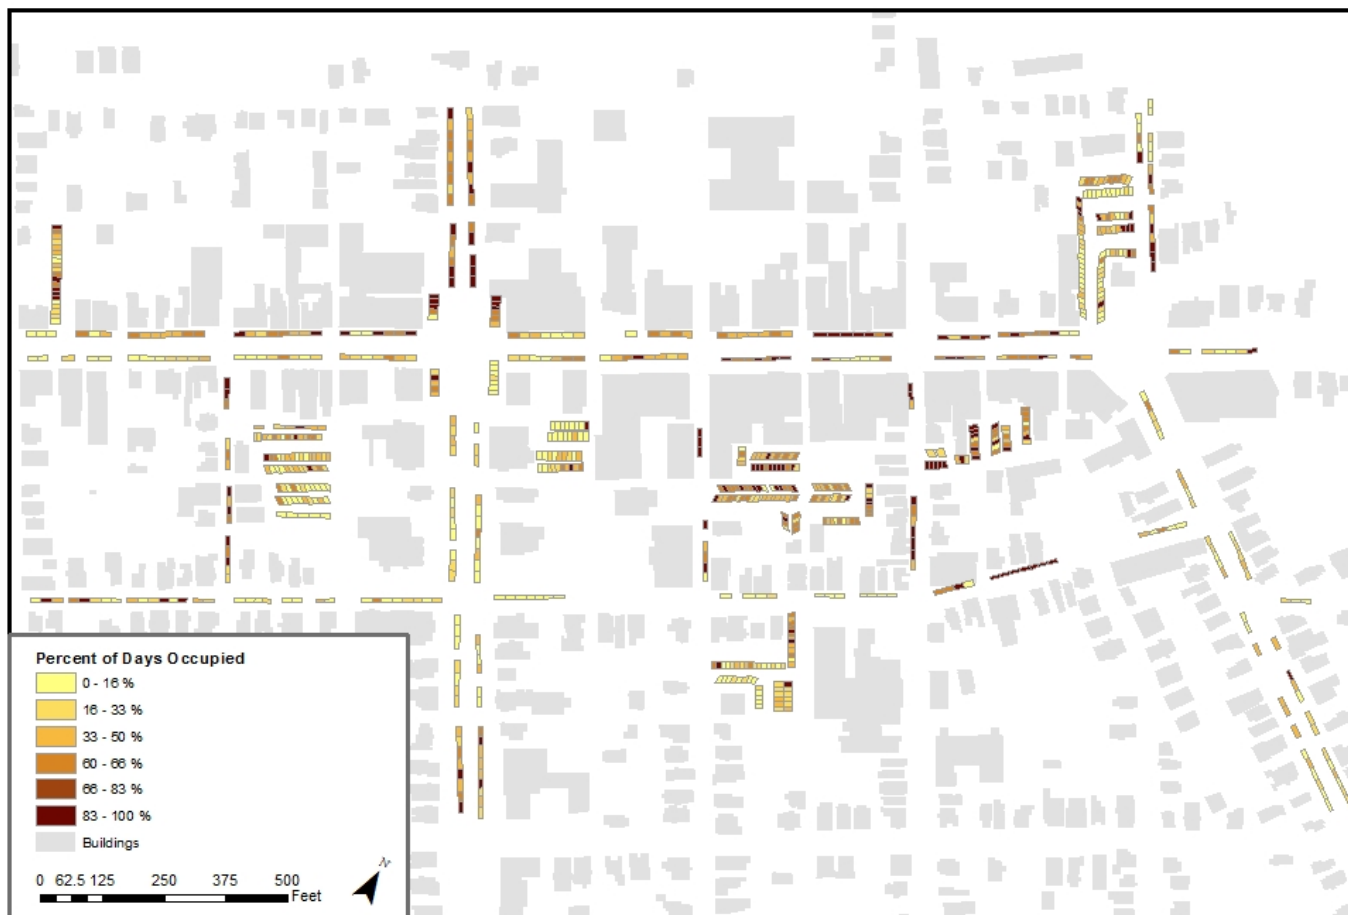 Percent of Days Occupied
0 - 16 %
16 - 33 %
33 - 50 %
60 - 66 %
66 - 83 %
83 - 100 %
Buildings
N
0 62.5 125 250 375 500
Feet